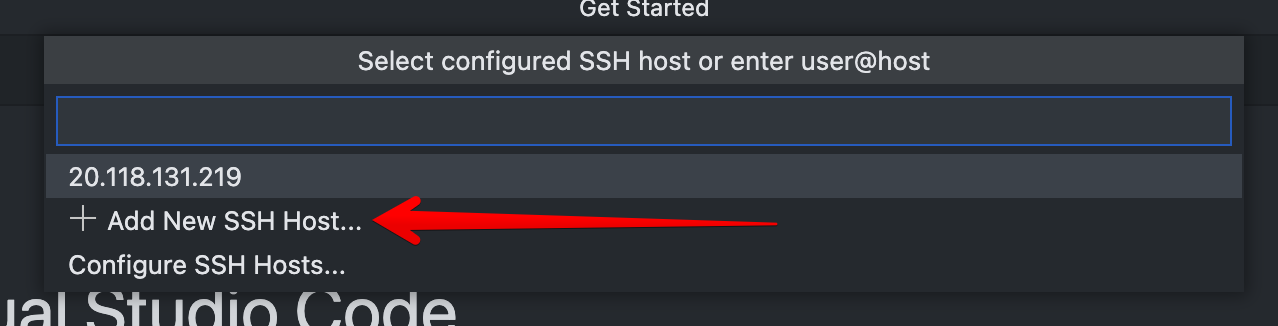 Get Started
Select configured SSH host or enter user@host
20.118.131.219
+ Add New SSH Host...
Configure SSH Hosts...
ual Studio Code